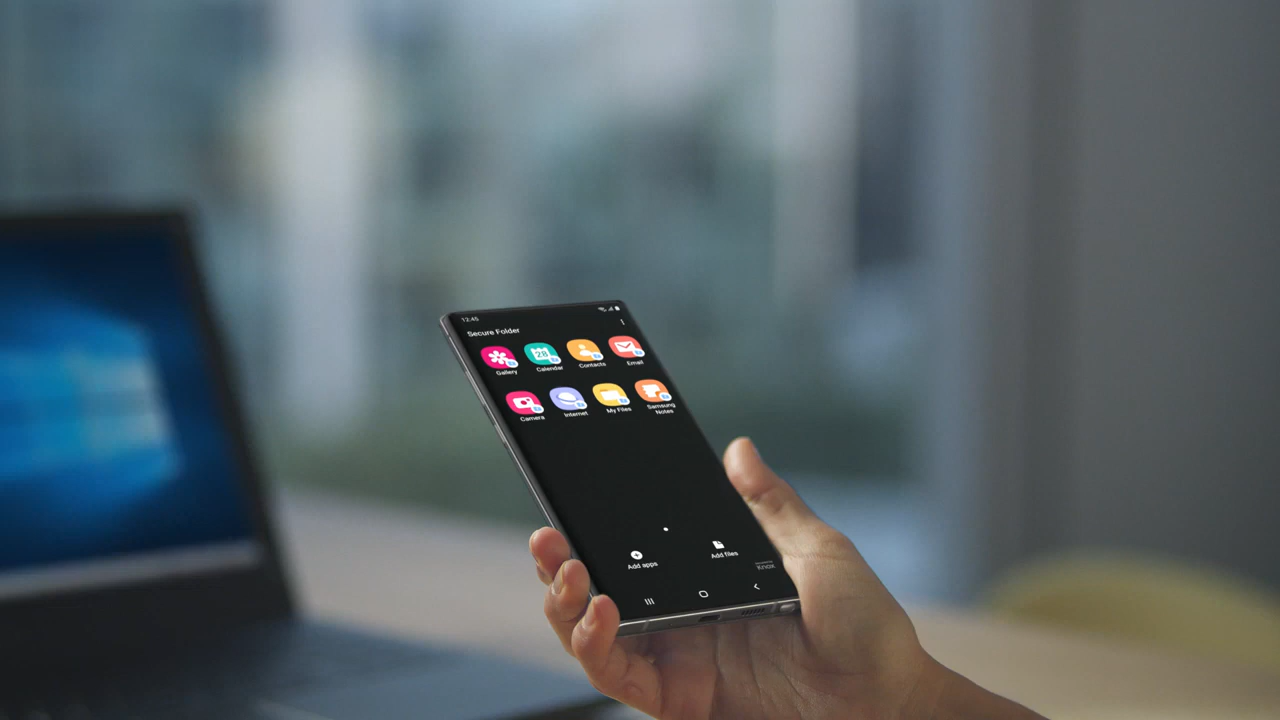 12:45
Secure Folder
Gallery
28
Calendar
Contacts
Email
Camera
Internet
My Files
Samsung
Notes
Add apps
Add files
Knox